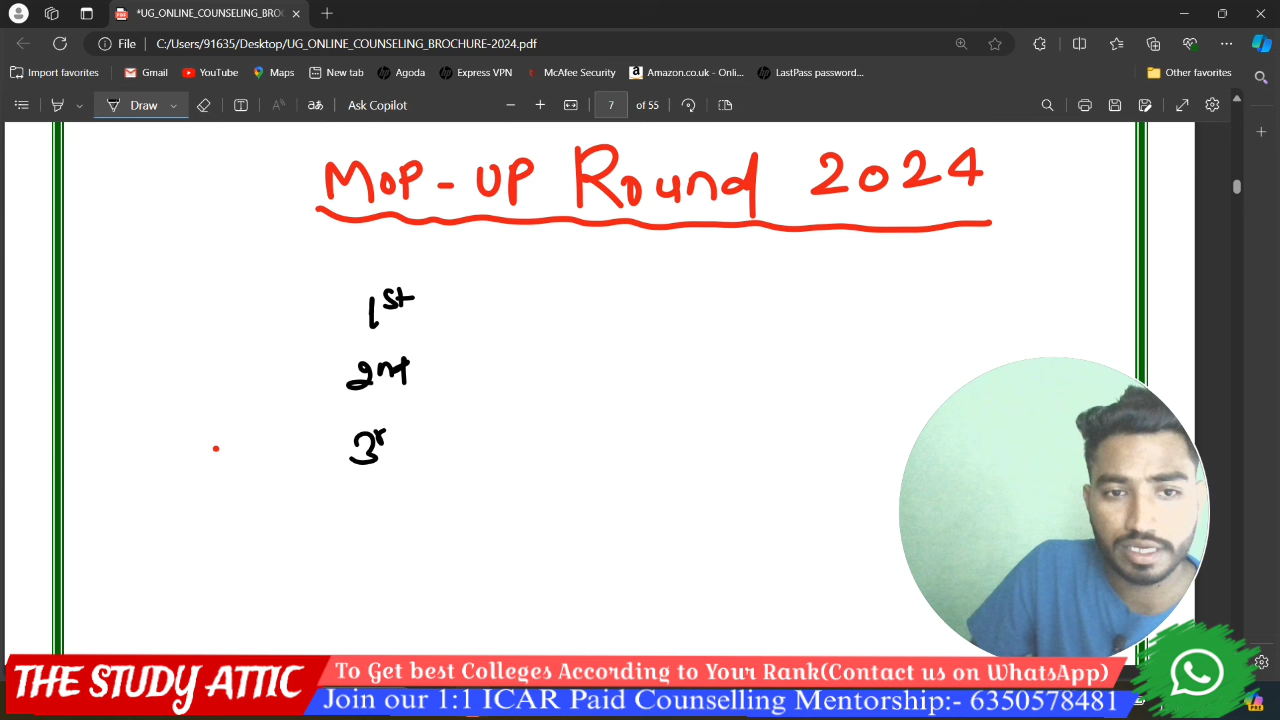 *UG_ONLINE_COUNSELING_BRO
File C:/Users/91635/Desktop/UG_ONLINE_COUNSELING_BROCHURE-2024.pdf
Import favorites Gmail YouTube Maps New tab Agoda Express VPN McAfee Security Amazon.co.uk - Onli... LastPass password... Other favorites
Draw Ask Copilot 7 of 55
MOP-UP Round 2024
1st
2nd
3r
THE STUDY ATTIC
To Get best Colleges According to Your Rank(Contact us on WhatsApp)
Join our 1:1 ICAR Paid Counselling Mentorship:- 6350578481